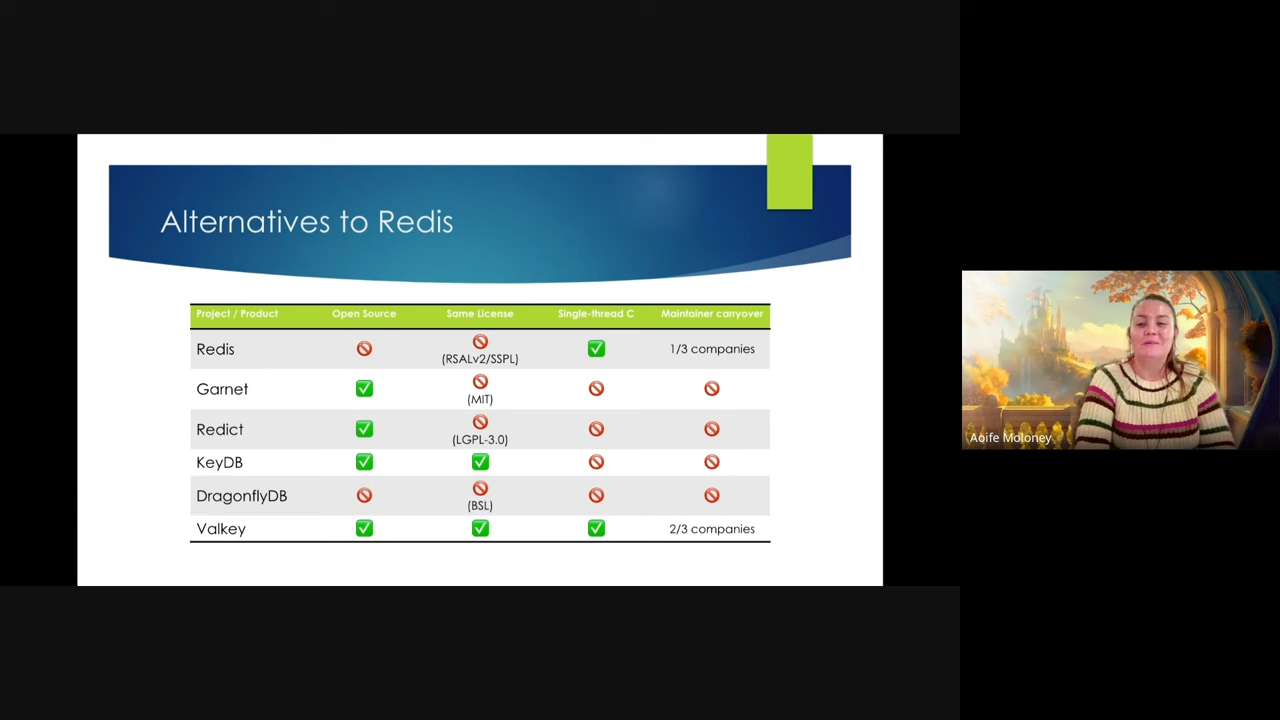 Alternatives to Redis
Project / Product Open Source Same License Single-thread C Maintainer carryover
Redis 🚫 🚫 ✅ 1/3 companies
(RSALv2/SSPL)
Garnet ✅ 🚫 🚫 🚫
(MIT)
Redict ✅ 🚫 🚫 🚫
(LGPL-3.0)
KeyDB ✅ ✅ 🚫 🚫
DragonflyDB 🚫 🚫 🚫 🚫
(BSL)
Valkey ✅ ✅ ✅ 2/3 companies
Aoife Moloney